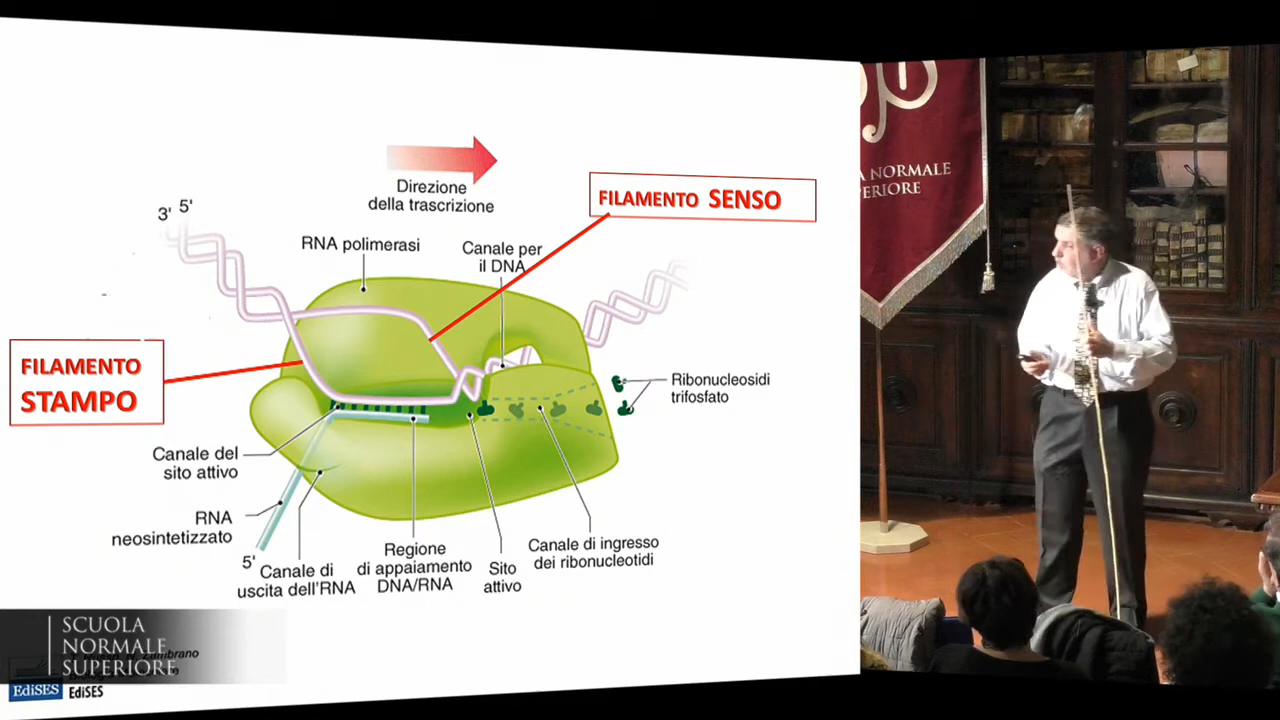 Direzione
della trascrizione
FILAMENTO SENSO
3' 5'
RNA polimerasi
Canale per
il DNA
FILAMENTO
STAMPO
Ribonucleosidi
trifosfato
Canale del
sito attivo
RNA
neosintetizzato
5'
Canale di
uscita dell'RNA
Regione
di appaiamento
DNA/RNA
Sito
attivo
Canale di ingresso
dei ribonucleotidi
SCUOLA
NORMALE
SUPERIORE
EdiSES
EdiSES
NORMALE
PERIORE